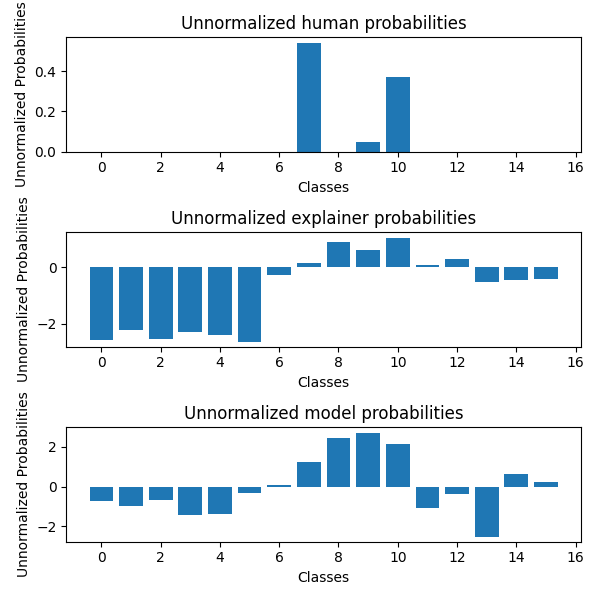 Unnormalized human probabilities
Unnormalized Probabilities
0.4
0.2
0.0
0 2 4 6 8 10 12 14 16
Classes
Unnormalized explainer probabilities
Unnormalized Probabilities
0
−2
0 2 4 6 8 10 12 14 16
Classes
Unnormalized model probabilities
Unnormalized Probabilities
2
0
−2
0 2 4 6 8 10 12 14 16
Classes